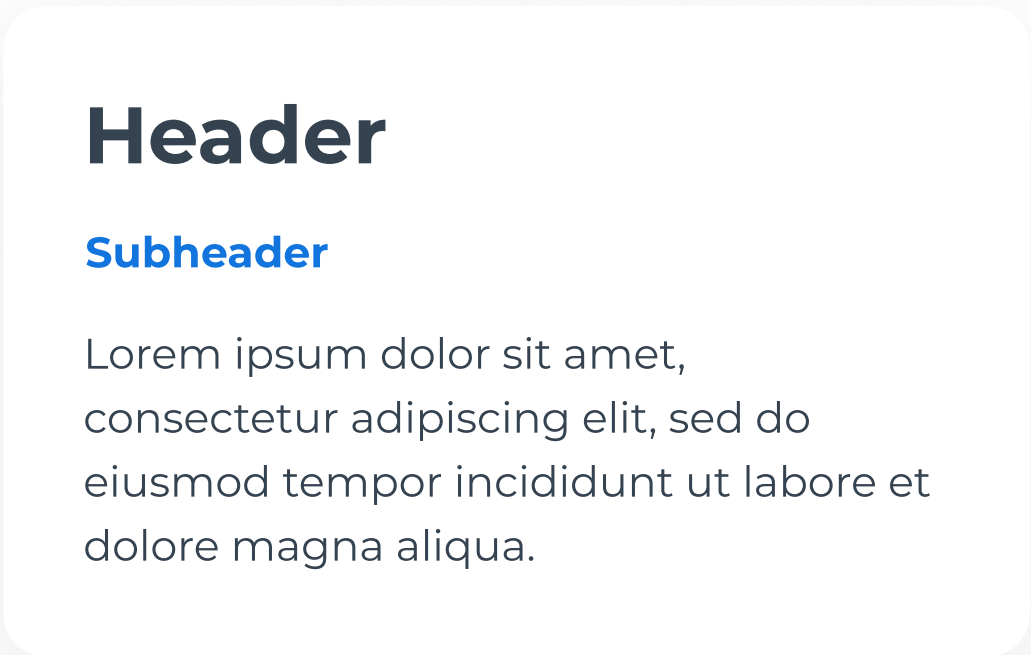 Header
Subheader
Lorem ipsum dolor sit amet,
consectetur adipiscing elit, sed do
eiusmod tempor incididunt ut labore et
dolore magna aliqua.